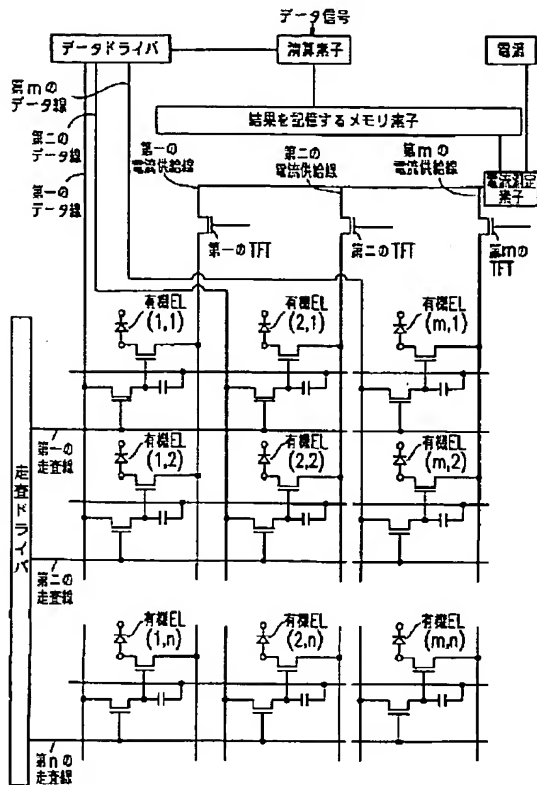 データ信号
データドライバ
演算素子
電源
第mの
データ線
第二の
データ線
第一の
データ線
結果を記憶するメモリ素子
第一の
電流供給線
第二の
電流供給線
第mの
電流供給線
電流測定
素子
第一のTFT
第二のTFT
第mの
TFT
有機EL
(1,1)
有機EL
(2,1)
有機EL
(m,1)
第一の
走査線
有機EL
(1,2)
有機EL
(2,2)
有機EL
(m,2)
走査ドライバ
第二の
走査線
有機EL
(1,n)
有機EL
(2,n)
有機EL
(m,n)
第nの
走査線